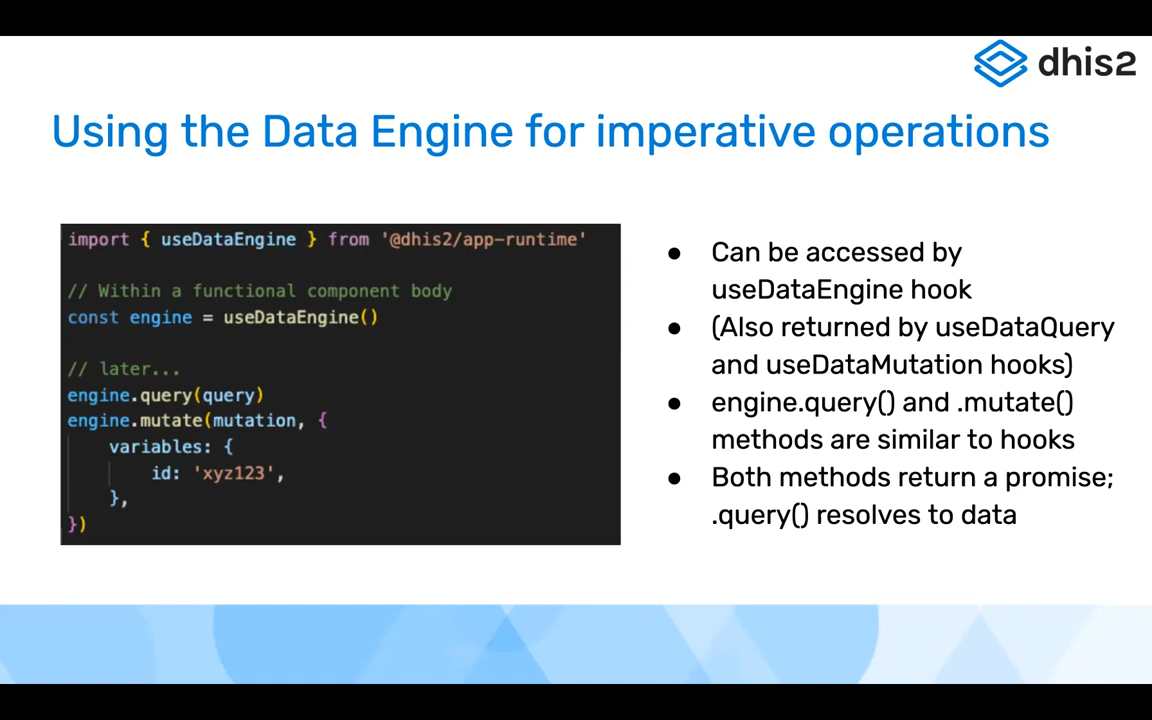 dhis2
Using the Data Engine for imperative operations
import { useDataEngine } from '@dhis2/app-runtime'
// Within a functional component body
const engine = useDataEngine()
// later...
engine.query(query)
engine.mutate(mutation, {
variables: {
id: 'xyz123',
},
})
● Can be accessed by
useDataEngine hook
● (Also returned by useDataQuery
and useDataMutation hooks)
● engine.query() and .mutate()
methods are similar to hooks
● Both methods return a promise;
.query() resolves to data